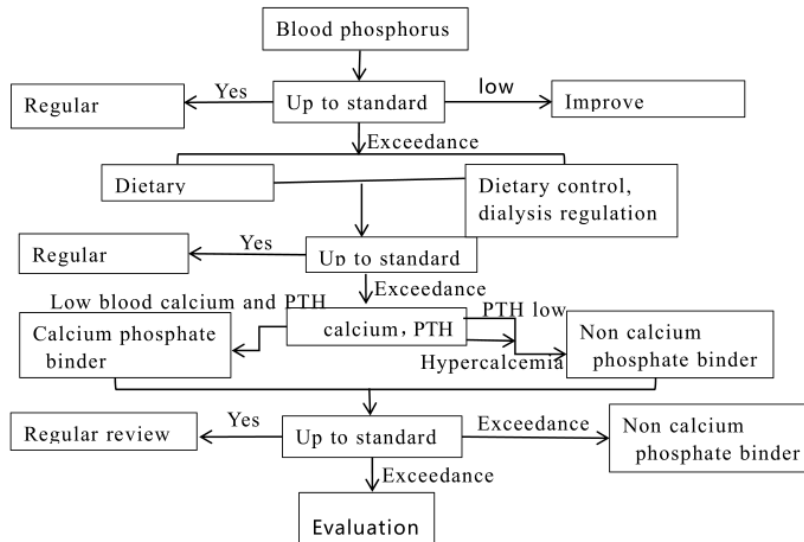 Blood phosphorus
Yes
low
Regular
Up to standard
Improve
Exceedance
Dietary
Dietary control,
dialysis regulation
Yes
Regular
Up to standard
Exceedance
Low blood calcium and PTH
PTH low
calcium, PTH
Calcium phosphate
binder
Hypercalcemia
Non calcium
phosphate binder
Yes
Exceedance
Regular review
Up to standard
Non calcium
phosphate binder
Exceedance
Evaluation